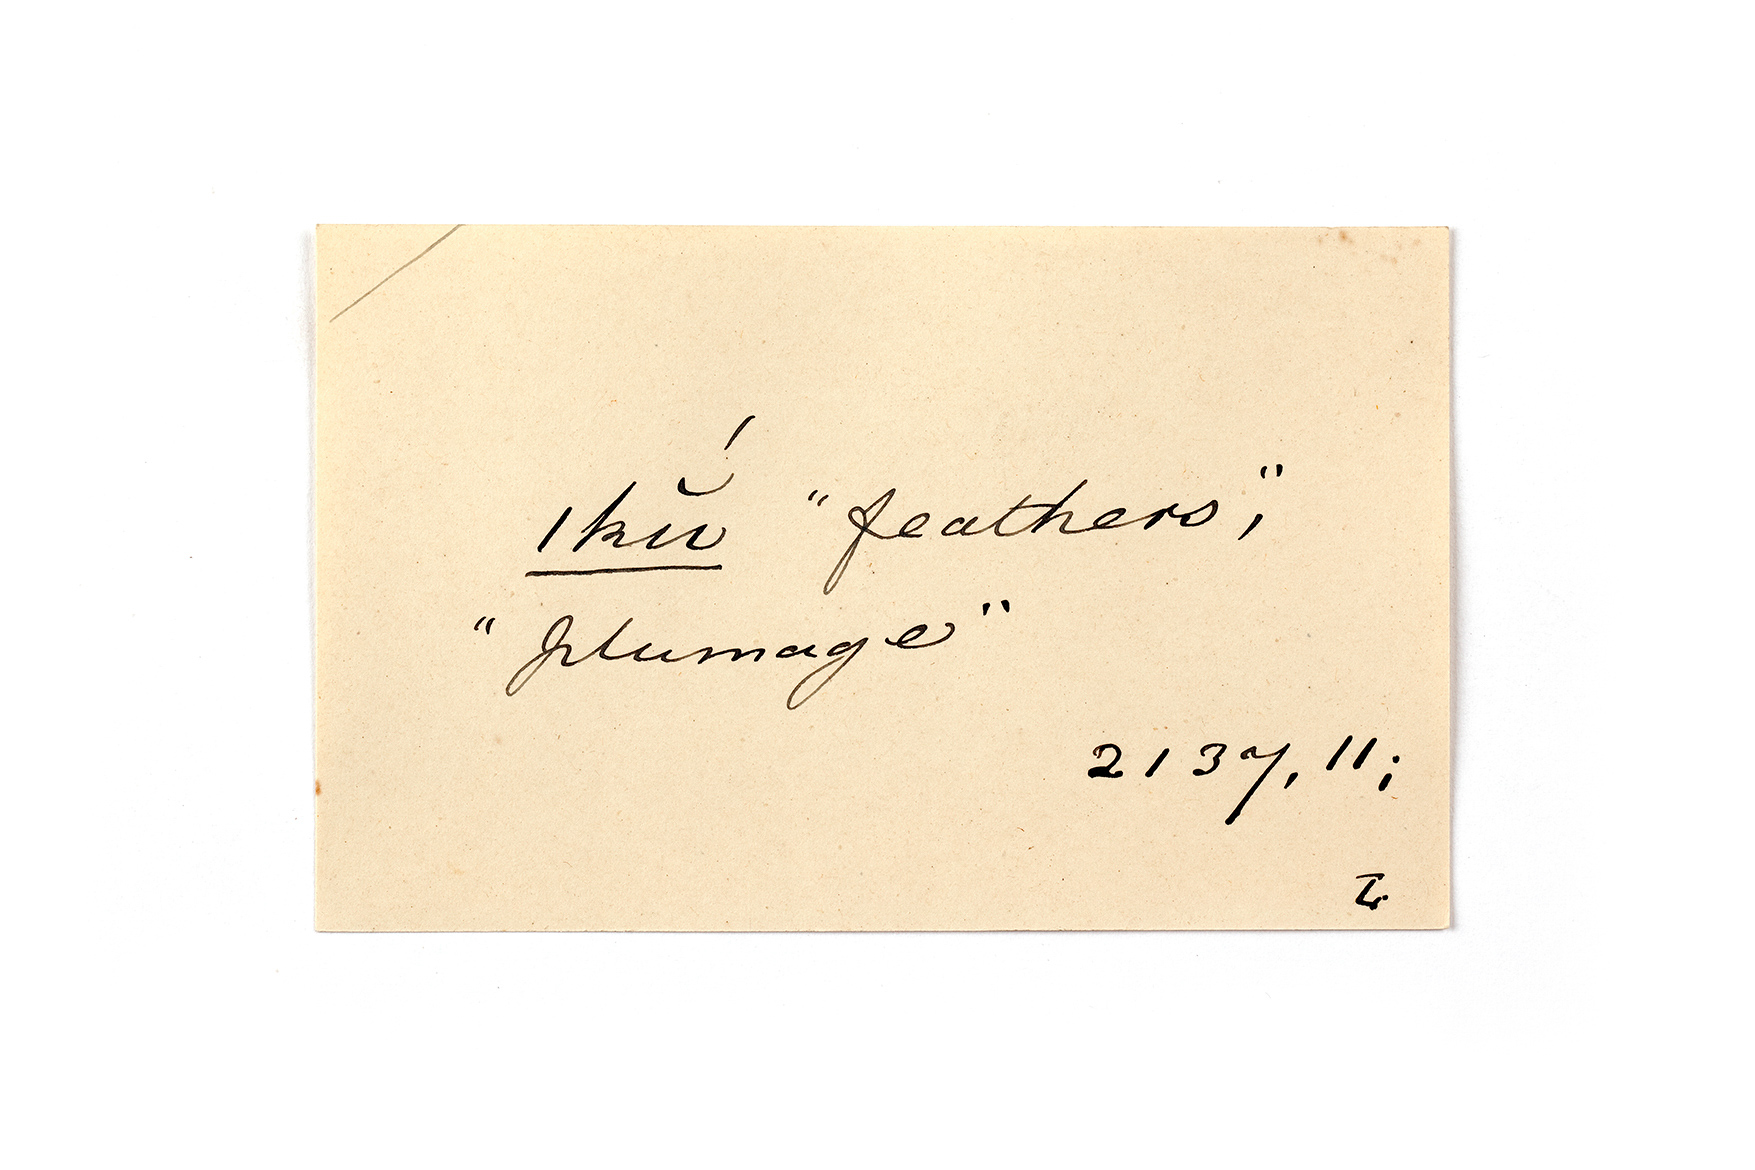 ikŭ́ "feathers,"
"plumage"
2137, 11;
L.